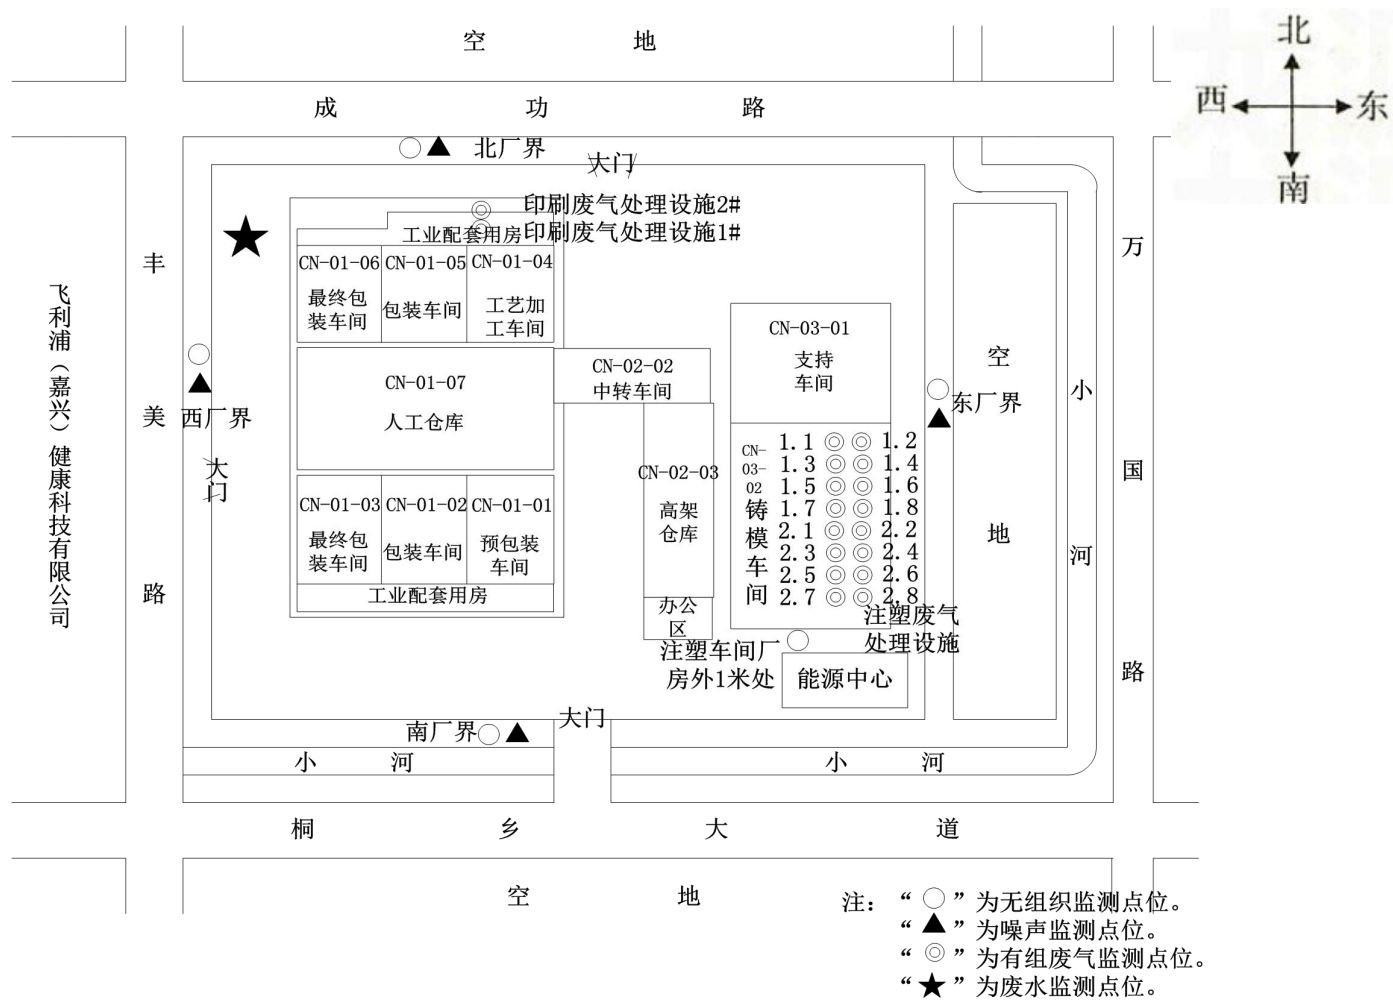 空 地
北
西 东
南
成 功 路
北厂界
大门
印刷废气处理设施2#
工业配套用房
印刷废气处理设施1#
CN-01-06
最终包
装车间
CN-01-05
包装车间
CN-01-04
工艺加
工车间
丰美路
飞利浦（嘉兴）健康科技有限公司
西厂界
大门
CN-01-07
人工仓库
CN-02-02
中转车间
CN-03-01
支持
车间
东厂界
空地
小河
万国路
CN-01-03
最终包
装车间
CN-01-02
包装车间
CN-01-01
预包装
车间
工业配套用房
CN-02-03
高架
仓库
办公
区
CN-
03-
02
铸模车间
1.1 1.2
1.3 1.4
1.5 1.6
1.7 1.8
2.1 2.2
2.3 2.4
2.5 2.6
2.7 2.8
注塑废气
处理设施
注塑车间厂
房外1米处
能源中心
南厂界
大门
小 河
小 河
桐 乡 大 道
空 地
注：“ ”为无组织监测点位。
“ ”为噪声监测点位。
“ ”为有组废气监测点位。
“ ”为废水监测点位。